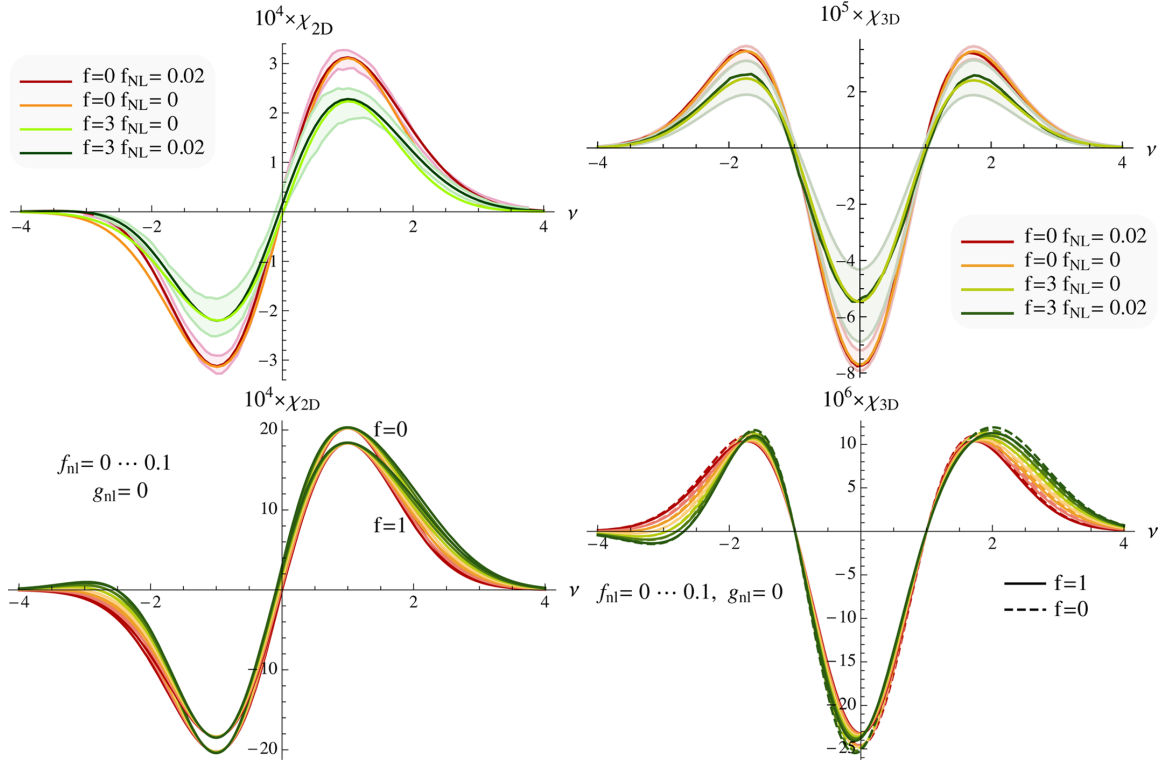 10⁴×χ2D
f=0 fNL= 0.02
f=0 fNL= 0
f=3 fNL= 0
f=3 fNL= 0.02
3
2
1
-4
-2
2
4
ν
-1
-2
-3
10⁵×χ3D
2
-4
-2
2
4
ν
-2
-4
-6
-8
f=0 fNL= 0.02
f=0 fNL= 0
f=3 fNL= 0
f=3 fNL= 0.02
10⁴×χ2D
20
f=0
fnl= 0 ⋯ 0.1
gnl= 0
10
f=1
-4
-2
2
4
ν
-10
-20
10⁶×χ3D
10
5
-4
-2
2
4
ν
-5
fnl= 0 ⋯ 0.1, gnl= 0
f=1
f=0
-10
-15
-20
-25